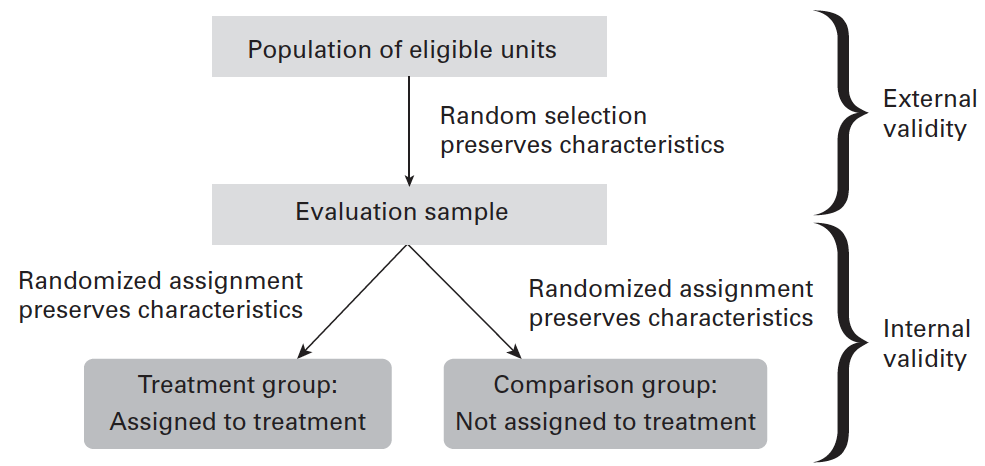 Population of eligible units
Random selection
preserves characteristics
External
validity
Evaluation sample
Randomized assignment
preserves characteristics
Randomized assignment
preserves characteristics
Internal
validity
Treatment group:
Assigned to treatment
Comparison group:
Not assigned to treatment